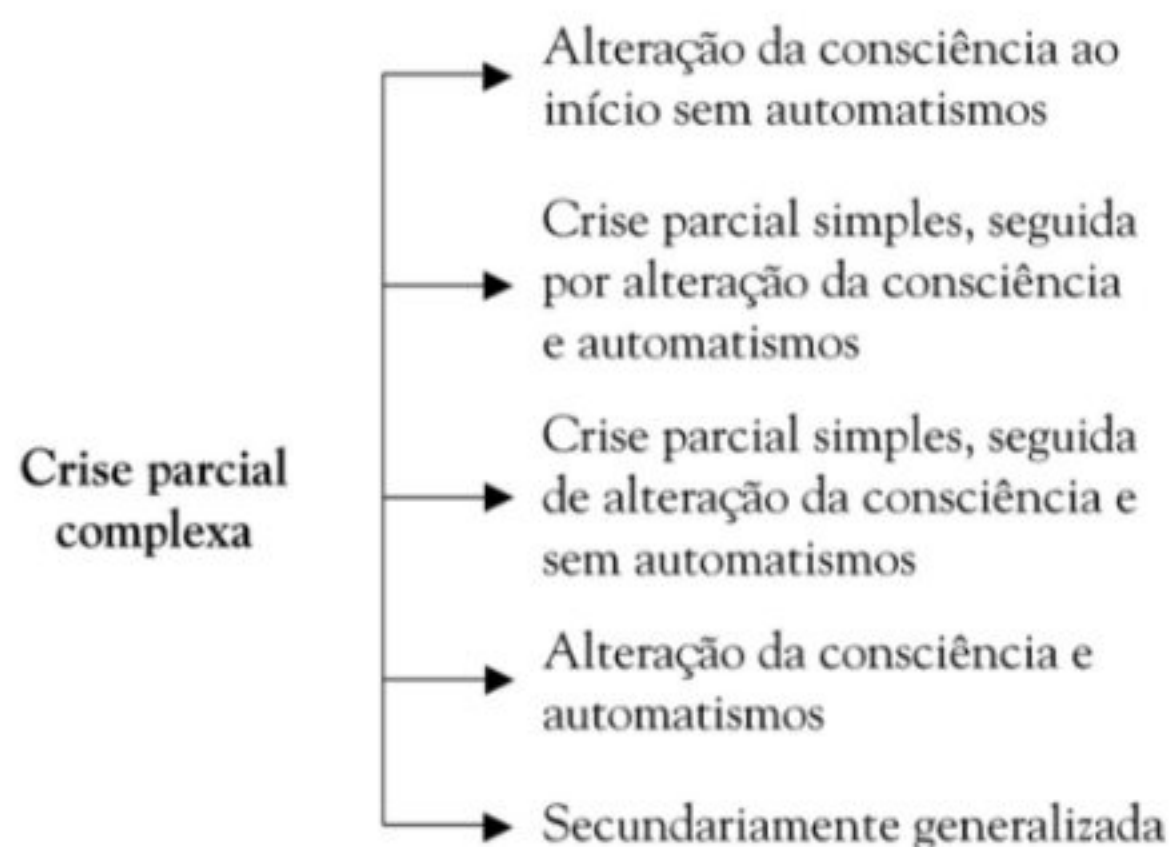 Alteração da consciência ao
início sem automatismos
Crise parcial simples, seguida
por alteração da consciência
e automatismos
Crise parcial
complexa
Crise parcial simples, seguida
de alteração da consciência e
sem automatismos
Alteração da consciência e
automatismos
Secundariamente generalizada